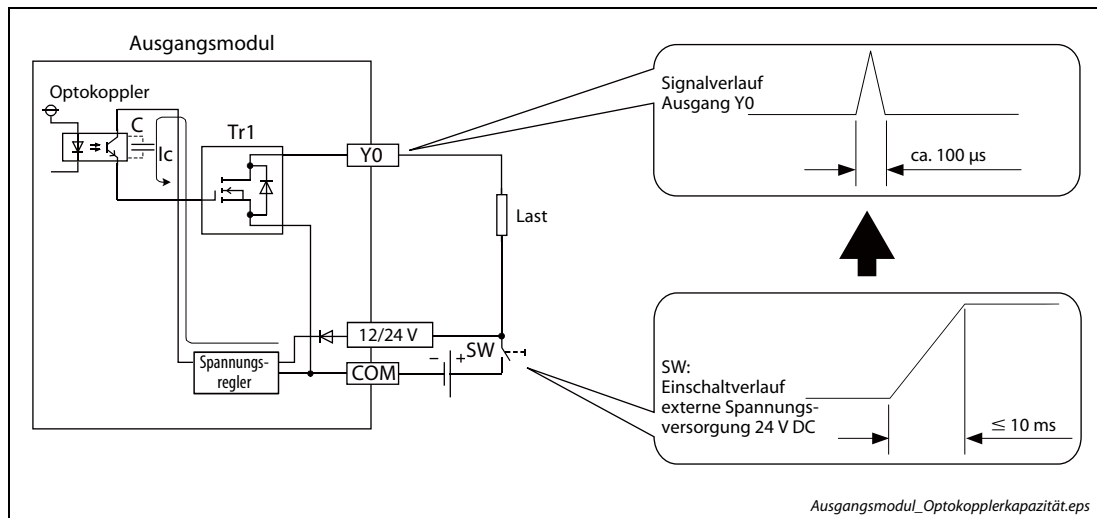 Ausgangsmodul
Optokoppler
C
Ic
Tr1
Y0
Last
12/24 V
Spannungs-
regler
COM
− +
SW
Signalverlauf
Ausgang Y0
ca. 100 µs
SW:
Einschaltverlauf
externe Spannungs-
versorgung 24 V DC
≤ 10 ms
Ausgangsmodul_Optokopplerkapazität.eps